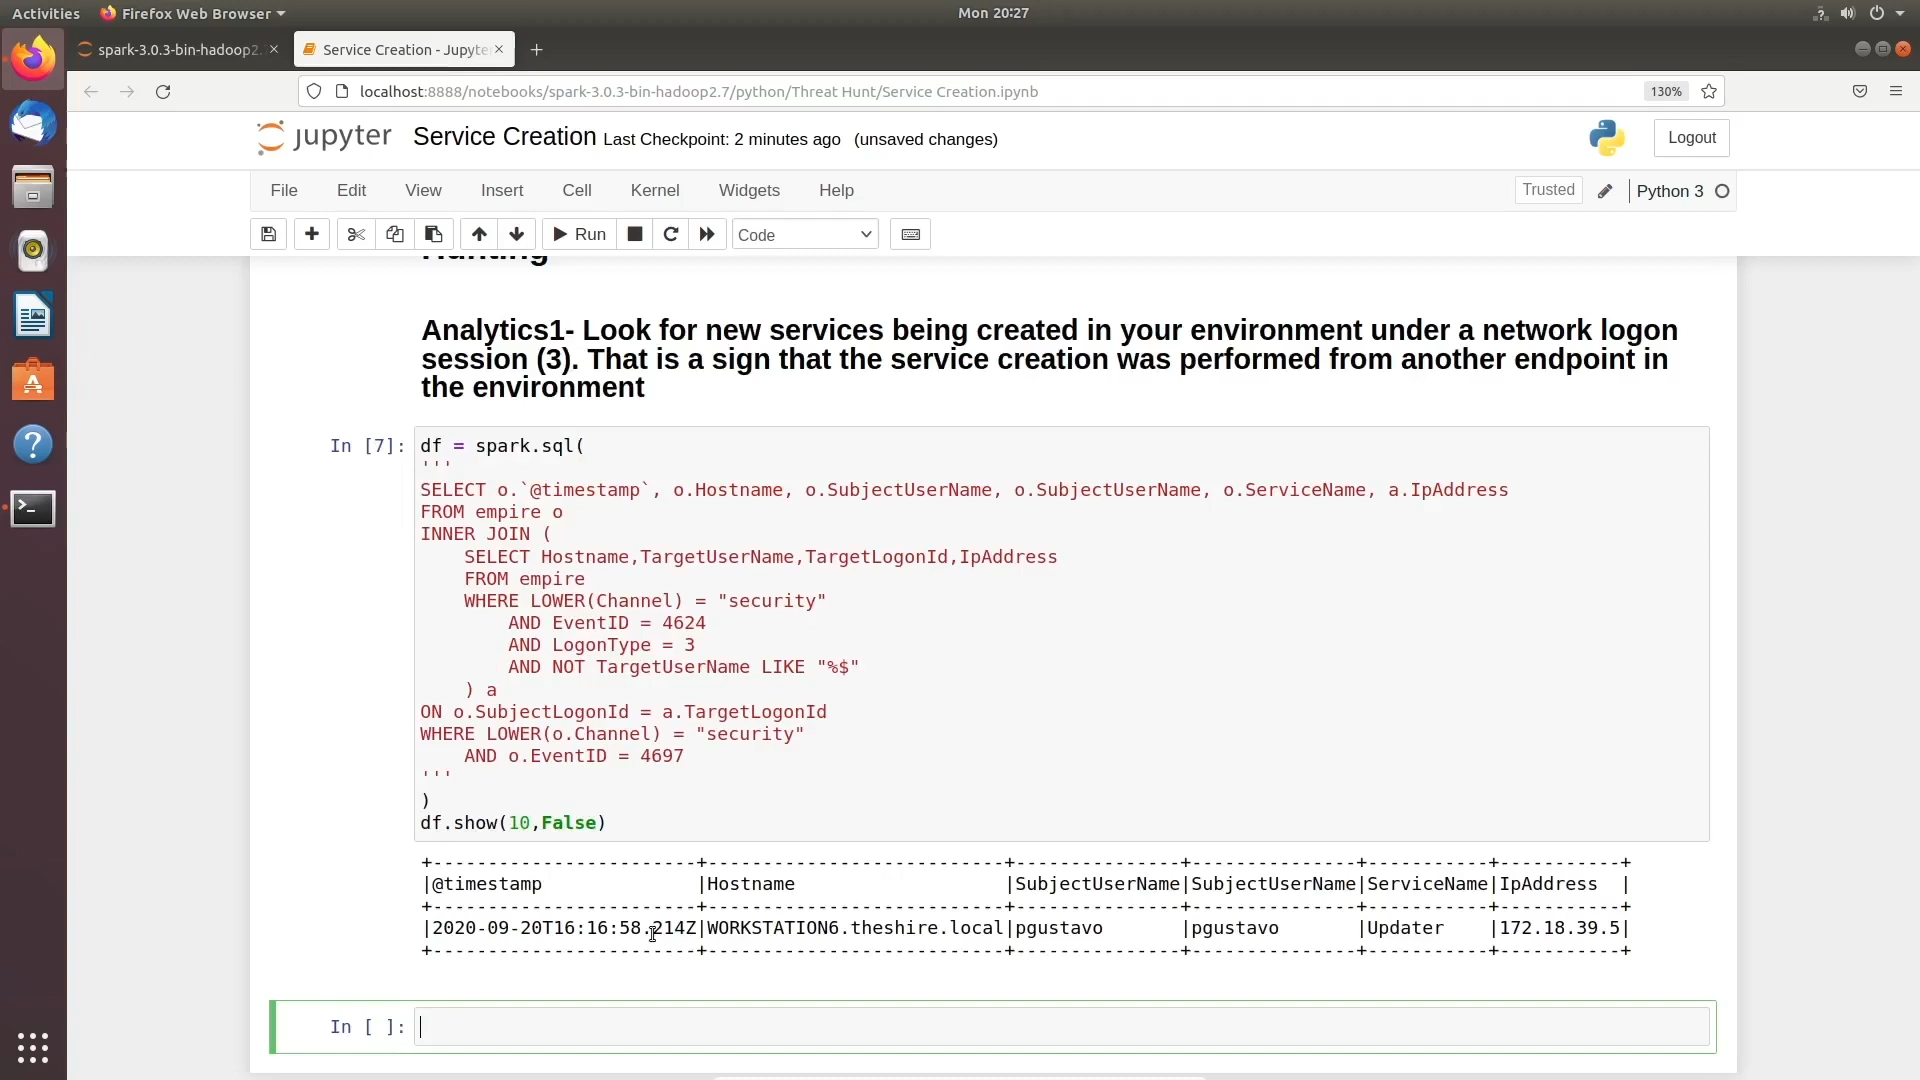 Activities Firefox Web Browser Mon 20:27
spark-3.0.3-bin-hadoop2. Service Creation - Jupyte
localhost:8888/notebooks/spark-3.0.3-bin-hadoop2.7/python/Threat Hunt/Service Creation.ipynb 130%
jupyter Service Creation Last Checkpoint: 2 minutes ago (unsaved changes) Logout
File Edit View Insert Cell Kernel Widgets Help Trusted Python 3
Run Code
Hunting
Analytics1- Look for new services being created in your environment under a network logon
session (3). That is a sign that the service creation was performed from another endpoint in
the environment
In [7]: df = spark.sql(
'''
SELECT o.`@timestamp`, o.Hostname, o.SubjectUserName, o.SubjectUserName, o.ServiceName, a.IpAddress
FROM empire o
INNER JOIN (
    SELECT Hostname,TargetUserName,TargetLogonId,IpAddress
    FROM empire
    WHERE LOWER(Channel) = "security"
        AND EventID = 4624
        AND LogonType = 3
        AND NOT TargetUserName LIKE "%$"
    ) a
ON o.SubjectLogonId = a.TargetLogonId
WHERE LOWER(o.Channel) = "security"
    AND o.EventID = 4697
'''
)
df.show(10,False)
+------------------------+---------------------------+---------------+---------------+-----------+-----------+
|@timestamp              |Hostname                   |SubjectUserName|SubjectUserName|ServiceName|IpAddress  |
+------------------------+---------------------------+---------------+---------------+-----------+-----------+
|2020-09-20T16:16:58.214Z|WORKSTATION6.theshire.local|pgustavo       |pgustavo       |Updater    |172.18.39.5|
+------------------------+---------------------------+---------------+---------------+-----------+-----------+
In [ ]: